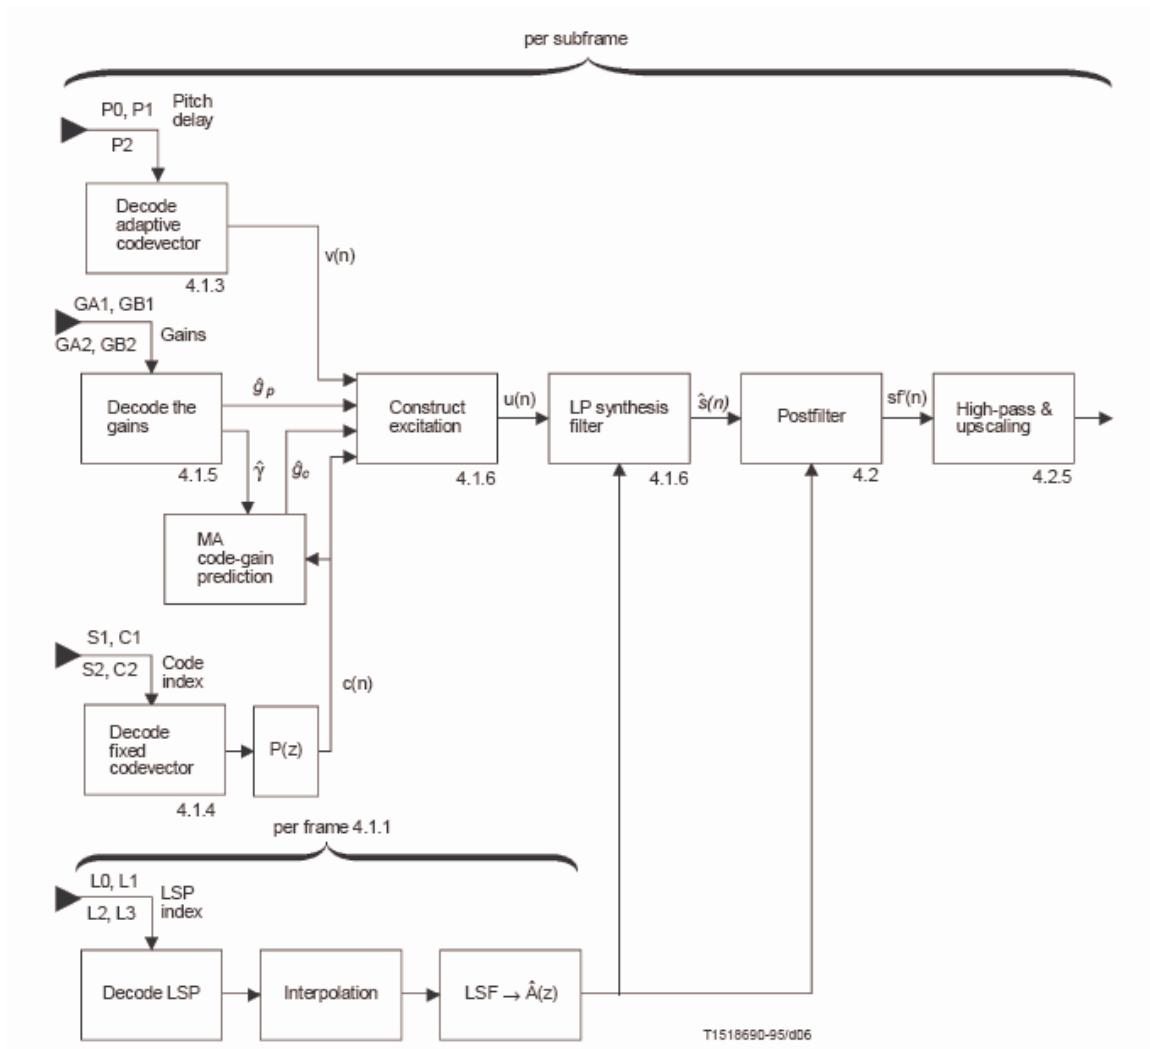 per subframe
P0, P1
Pitch
delay
P2
Decode
adaptive
codevector
4.1.3
v(n)
GA1, GB1
Gains
GA2, GB2
Decode the
gains
4.1.5
ĝp
γ̂
ĝc
Construct
excitation
4.1.6
u(n)
LP synthesis
filter
4.1.6
ŝ(n)
Postfilter
4.2
sf'(n)
High-pass &
upscaling
4.2.5
MA
code-gain
prediction
S1, C1
Code
index
S2, C2
c(n)
Decode
fixed
codevector
4.1.4
P(z)
per frame 4.1.1
L0, L1
LSP
index
L2, L3
Decode LSP
Interpolation
LSF → Â(z)
T1518690-95/d06